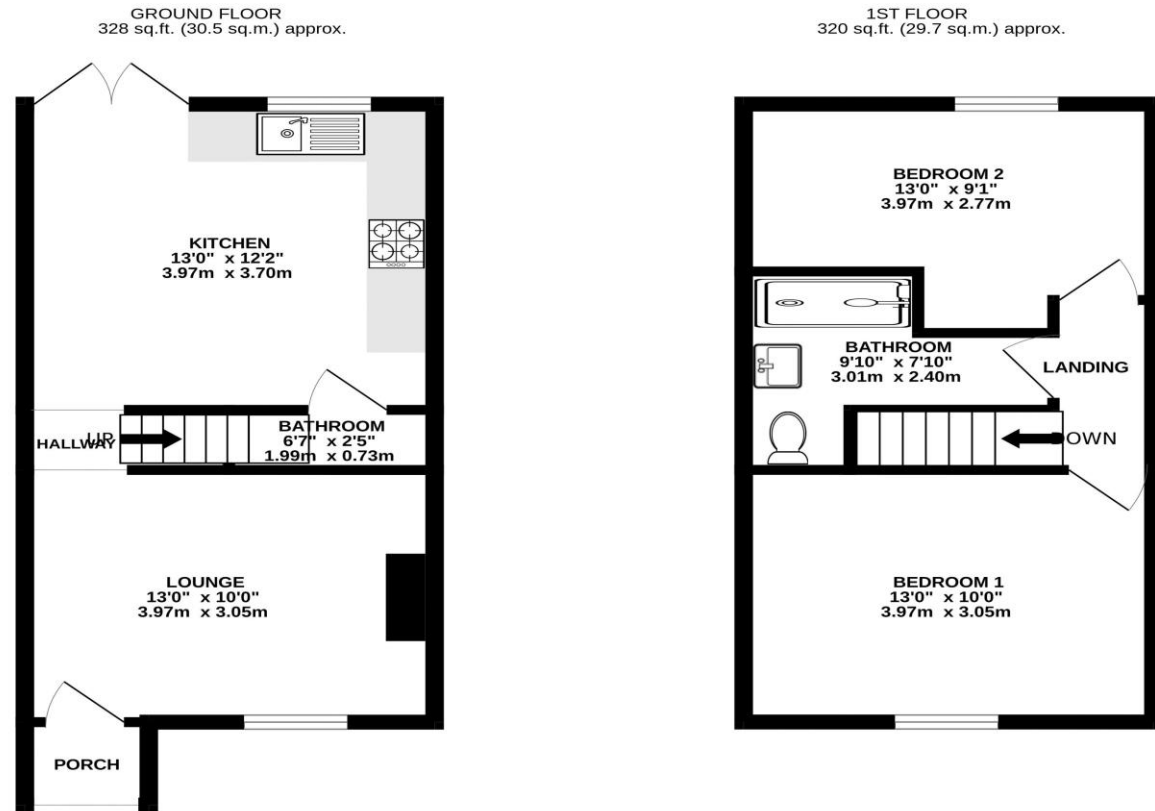 GROUND FLOOR
328 sq.ft. (30.5 sq.m.) approx.
KITCHEN
13'0" x 12'2"
3.97m x 3.70m
HALLWAY
UP
BATHROOM
6'7" x 2'5"
1.99m x 0.73m
LOUNGE
13'0" x 10'0"
3.97m x 3.05m
PORCH
1ST FLOOR
320 sq.ft. (29.7 sq.m.) approx.
BEDROOM 2
13'0" x 9'1"
3.97m x 2.77m
BATHROOM
9'10" x 7'10"
3.01m x 2.40m
LANDING
DOWN
BEDROOM 1
13'0" x 10'0"
3.97m x 3.05m